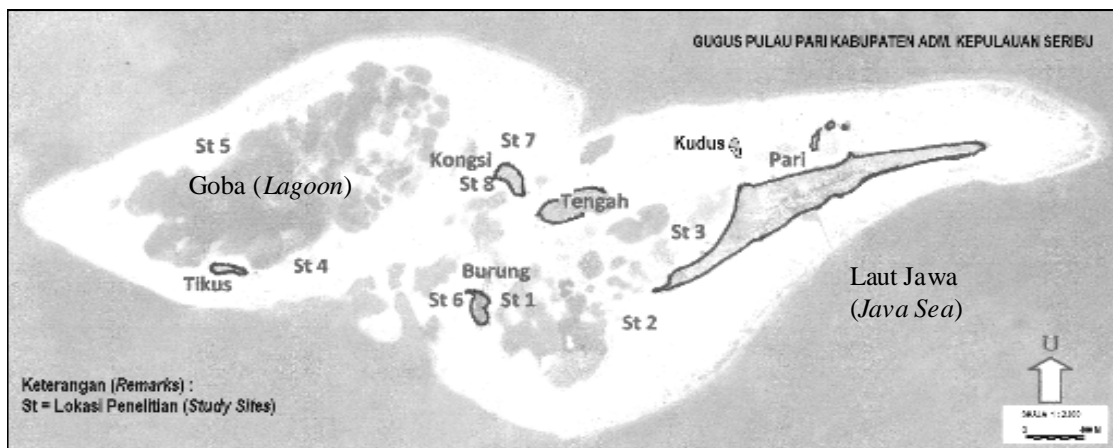 GUGUS PULAU PARI KABUPATEN ADM. KEPULAUAN SERIBU
St 5
St 7
Kudus
Kongsi
Pari
Goba (Lagoon)
St 8
Tengah
St 3
St 4
Tikus
Burung
Laut Jawa
(Java Sea)
St 6
St 1
St 2
U
Keterangan (Remarks) :
St = Lokasi Penelitian (Study Sites)
0